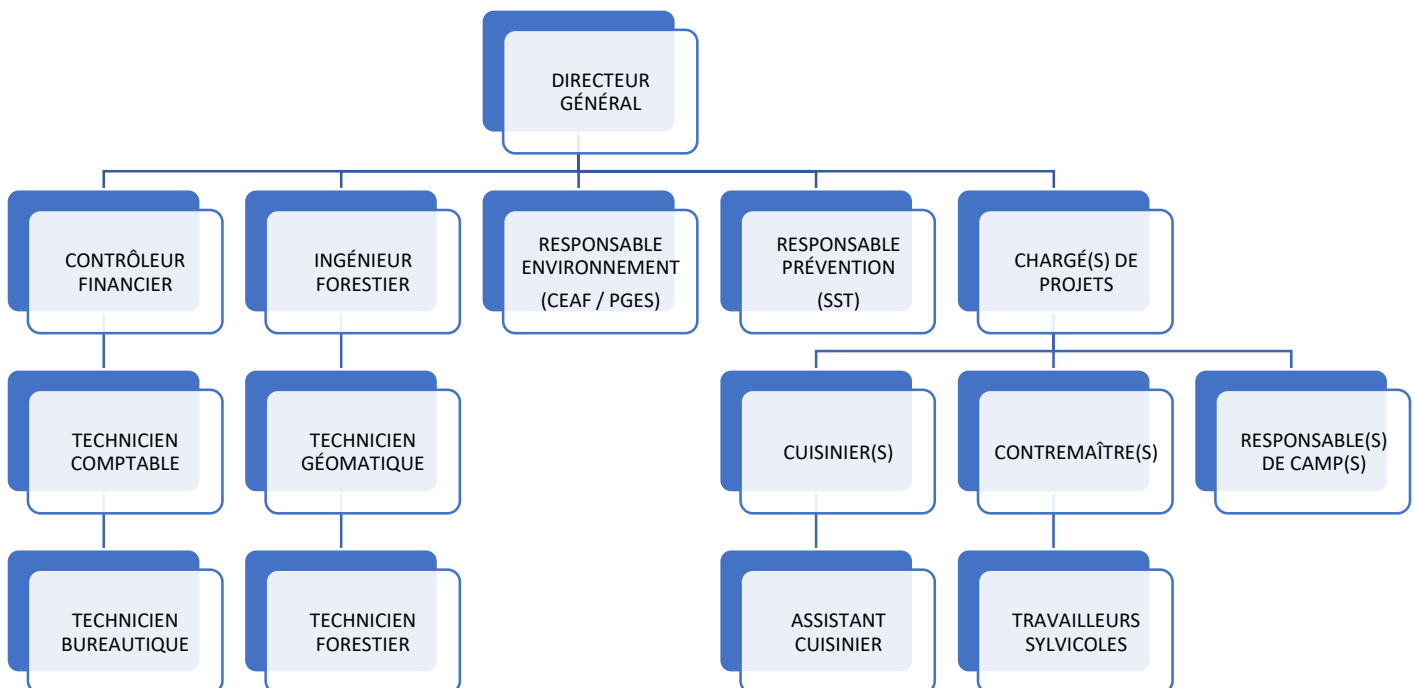 DIRECTEUR
GÉNÉRAL
CONTRÔLEUR
FINANCIER
INGÉNIEUR
FORESTIER
RESPONSABLE
ENVIRONNEMENT
(CEAF / PGES)
RESPONSABLE
PRÉVENTION
(SST)
CHARGÉ(S) DE
PROJETS
TECHNICIEN
COMPTABLE
TECHNICIEN
GÉOMATIQUE
CUISINIER(S)
CONTREMAÎTRE(S)
RESPONSABLE(S)
DE CAMP(S)
TECHNICIEN
BUREAUTIQUE
TECHNICIEN
FORESTIER
ASSISTANT
CUISINIER
TRAVAILLEURS
SYLVICOLES